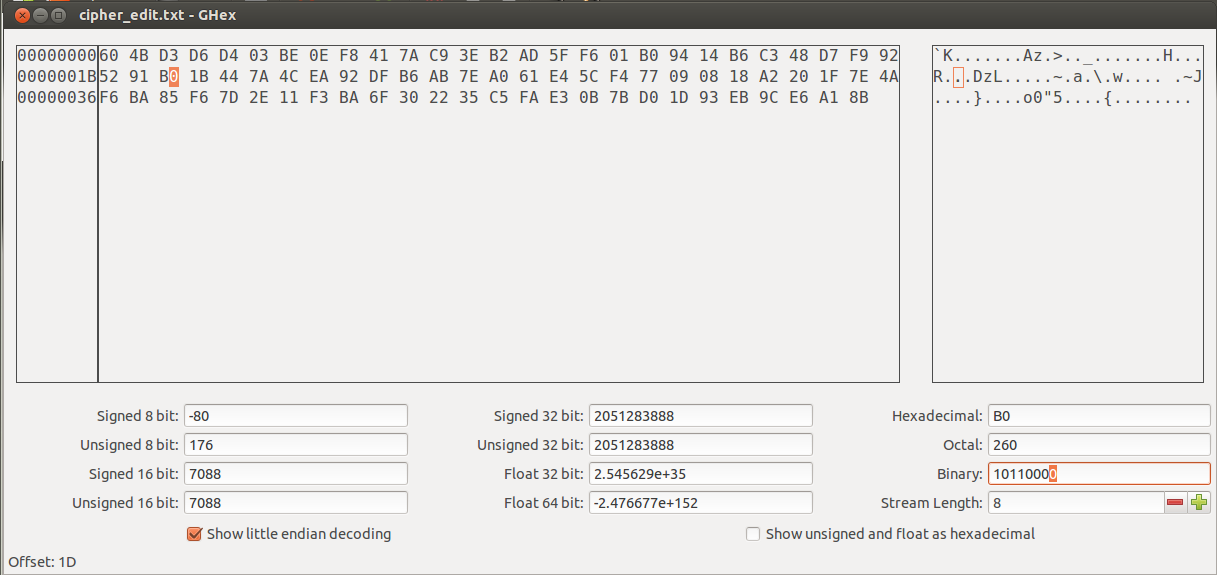 cipher_edit.txt - GHex
00000000 60 4B D3 D6 D4 03 BE 0E F8 41 7A C9 3E B2 AD 5F F6 01 B0 94 14 B6 C3 48 D7 F9 92 `K.......Az.>.._.......H...
0000001B 52 91 B0 1B 44 7A 4C EA 92 DF B6 AB 7E A0 61 E4 5C F4 77 09 08 18 A2 20 1F 7E 4A R...DzL.....~.a.\.w.... .~J
00000036 F6 BA 85 F6 7D 2E 11 F3 BA 6F 30 22 35 C5 FA E3 0B 7B D0 1D 93 EB 9C E6 A1 8B ....}....o0"5....{........
Signed 8 bit: -80 Signed 32 bit: 2051283888 Hexadecimal: B0
Unsigned 8 bit: 176 Unsigned 32 bit: 2051283888 Octal: 260
Signed 16 bit: 7088 Float 32 bit: 2.545629e+35 Binary: 10110000
Unsigned 16 bit: 7088 Float 64 bit: -2.476677e+152 Stream Length: 8
Show little endian decoding Show unsigned and float as hexadecimal
Offset: 1D